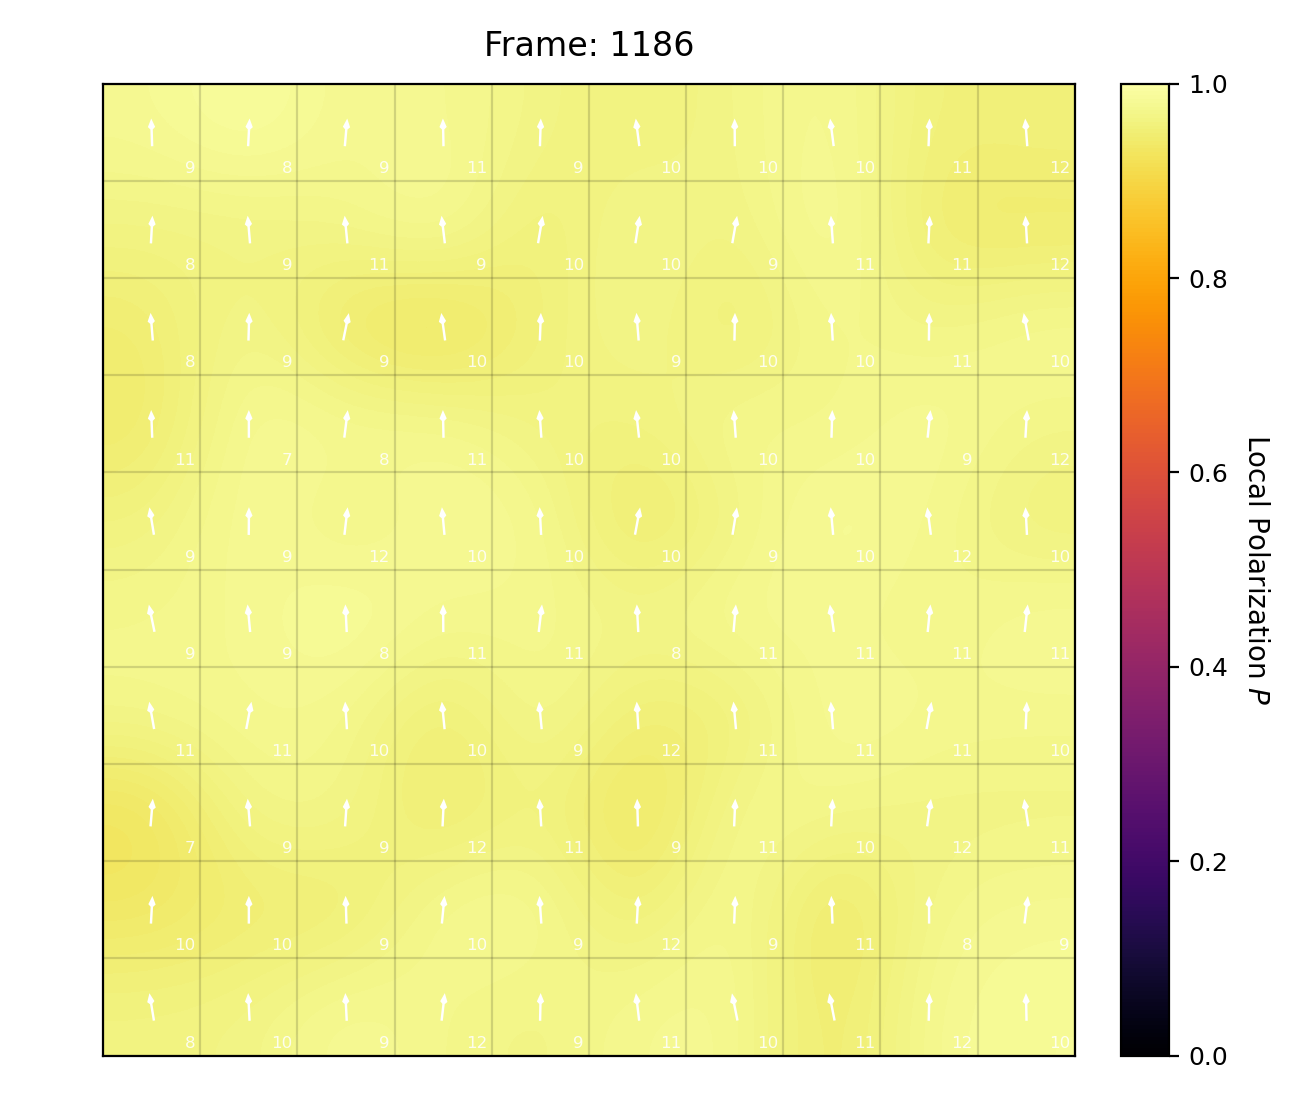 Frame: 1186
9 8 9 11 9 10 10 10 11 12
8 9 11 9 10 10 9 11 11 12
8 9 9 10 10 9 10 10 11 10
11 7 8 11 10 10 10 10 9 12
9 9 12 10 10 10 9 10 12 10
9 9 8 11 11 8 11 11 11 11
11 11 10 10 9 12 11 11 11 10
7 9 9 12 11 9 11 10 12 11
10 10 9 10 9 12 9 11 8 9
8 10 9 12 9 11 10 11 12 10
1.0
0.8
0.6
0.4
0.2
0.0
Local Polarization P